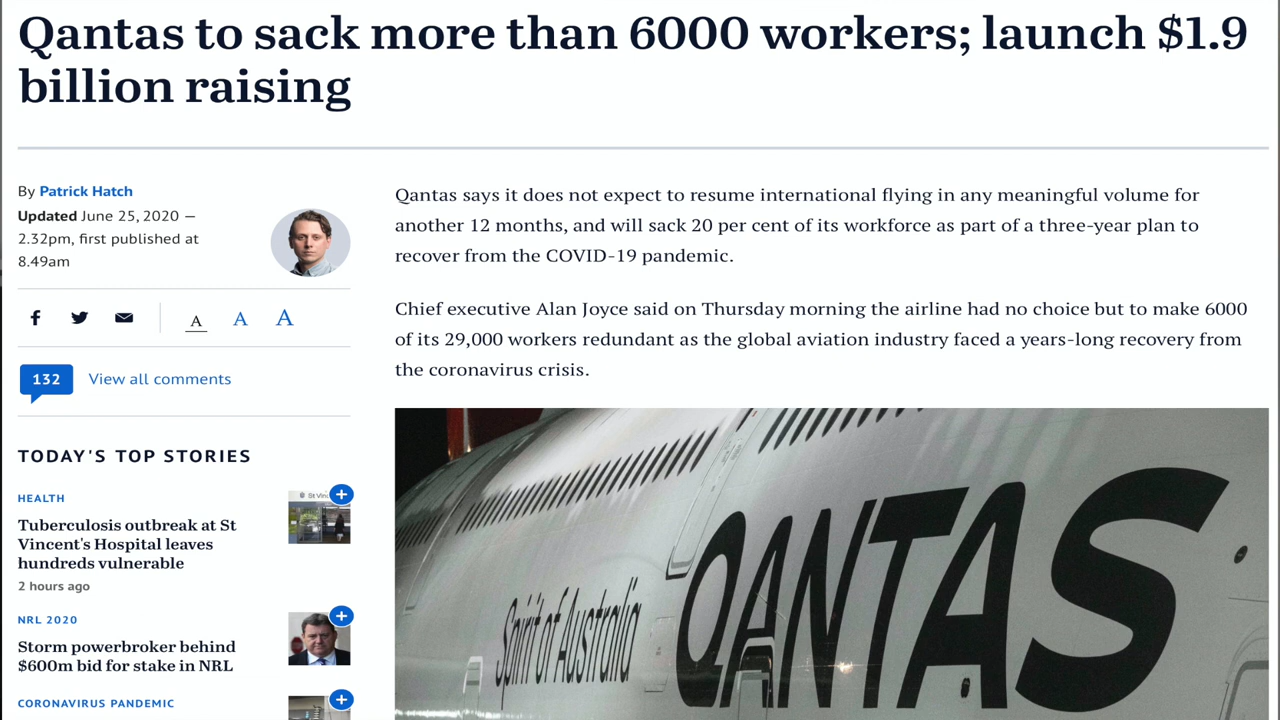 Qantas to sack more than 6000 workers; launch $1.9
billion raising
By Patrick Hatch
Updated June 25, 2020 —
2.32pm, first published at
8.49am
A A A
132 View all comments
TODAY'S TOP STORIES
HEALTH
Tuberculosis outbreak at St
Vincent's Hospital leaves
hundreds vulnerable
2 hours ago
NRL 2020
Storm powerbroker behind
$600m bid for stake in NRL
CORONAVIRUS PANDEMIC
Qantas says it does not expect to resume international flying in any meaningful volume for
another 12 months, and will sack 20 per cent of its workforce as part of a three-year plan to
recover from the COVID-19 pandemic.
Chief executive Alan Joyce said on Thursday morning the airline had no choice but to make 6000
of its 29,000 workers redundant as the global aviation industry faced a years-long recovery from
the coronavirus crisis.
Spirit of Australia
QANTAS